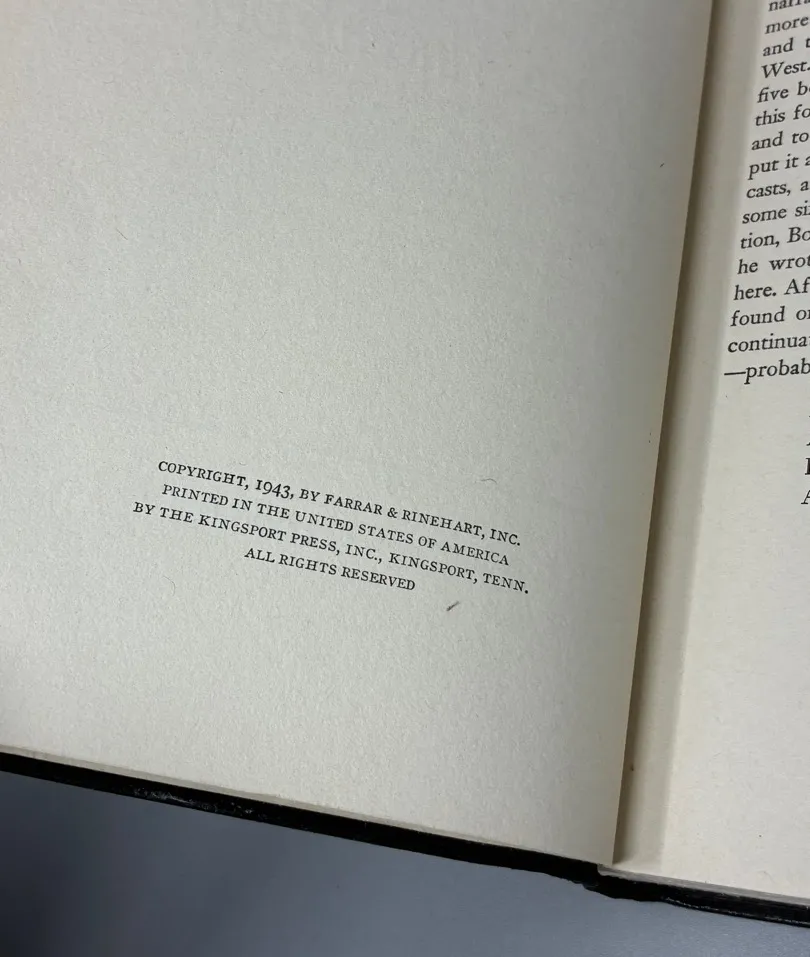 COPYRIGHT, 1943, BY FARRAR & RINEHART, INC.
PRINTED IN THE UNITED STATES OF AMERICA
BY THE KINGSPORT PRESS, INC., KINGSPORT, TENN.
ALL RIGHTS RESERVED
more
and
West.
five
this
and to
put it
casts,
some
tion,
he
here.
found